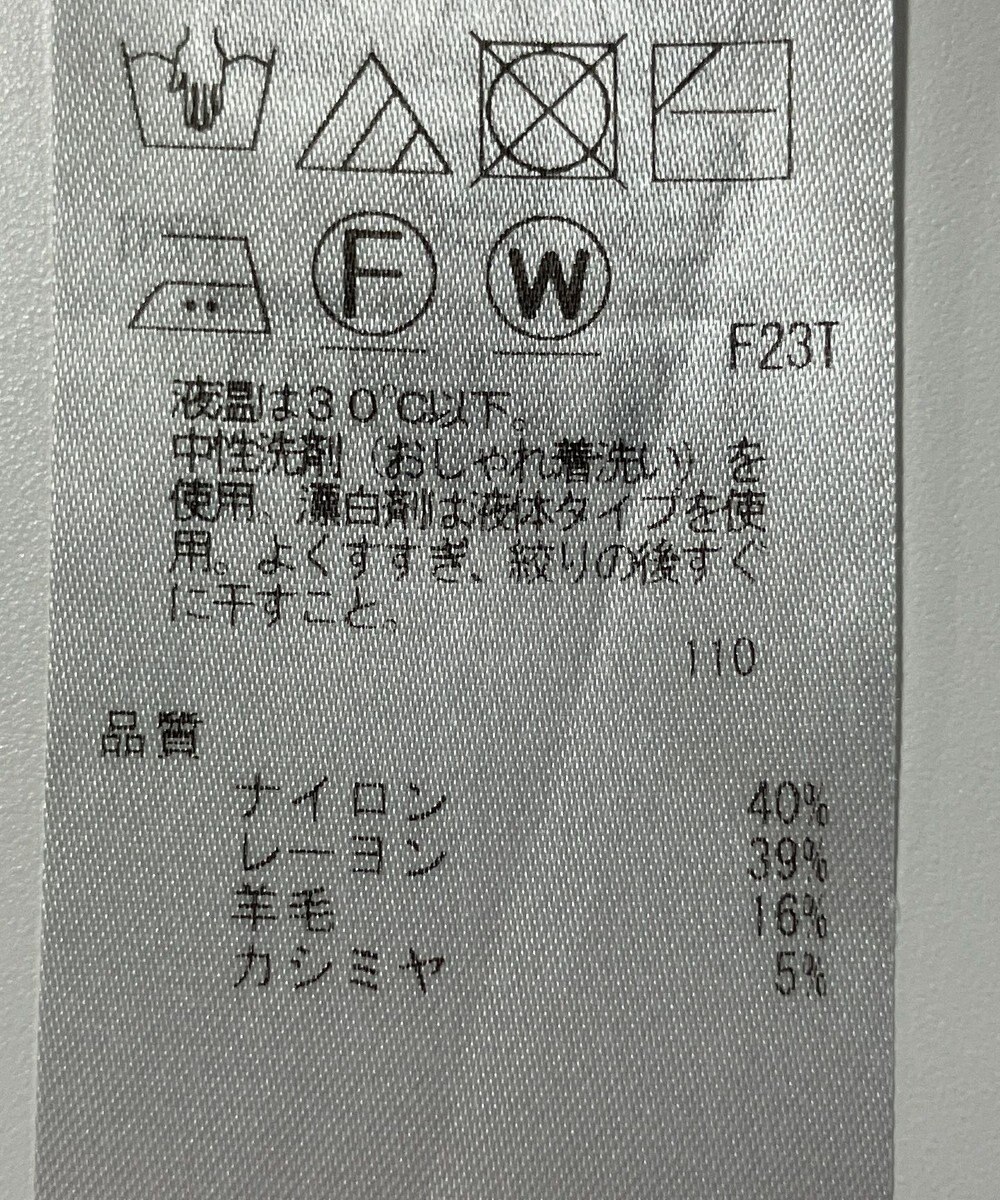 F
W
F23T
液温は30℃以下。
中性洗剤(おしゃれ着洗い)を
使用、漂白剤は液体タイプを使
用。よくすすぎ、絞りの後すぐ
に干すこと。
110
品質
ナイロン 40%
レーヨン 39%
羊毛 16%
カシミヤ 5%